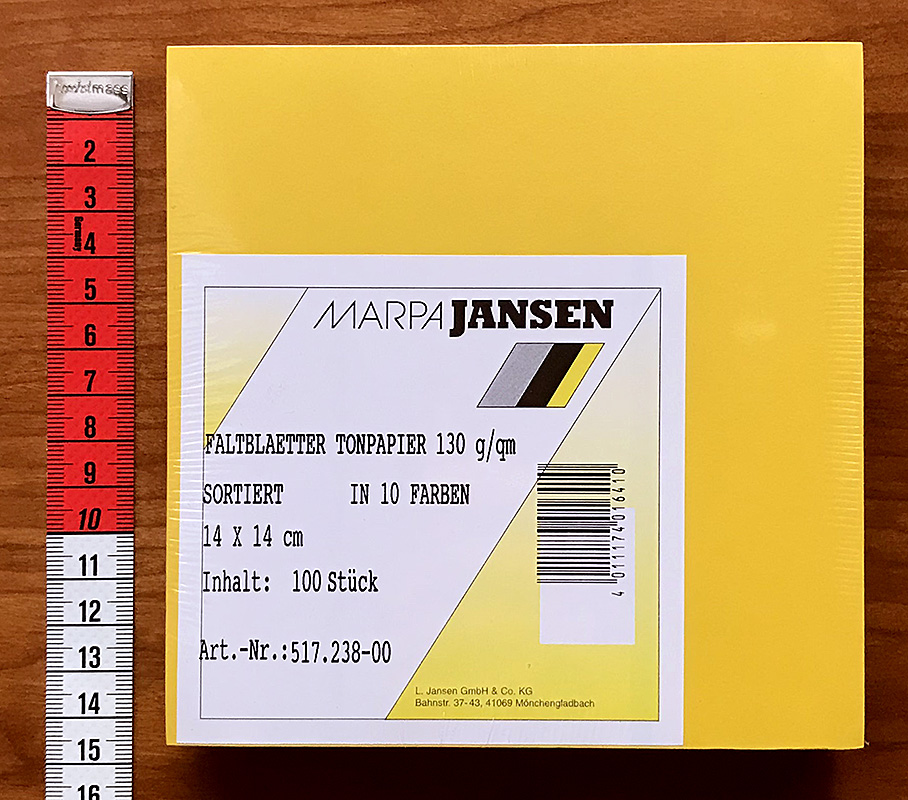 2
3
Germany
4
5
6
7
8
9
10
11
12
13
14
15
16
MARPA JANSEN
FALTBLAETTER TONPAPIER 130 g/qm
SORTIERT IN 10 FARBEN
14 X 14 cm
Inhalt: 100 Stück
Art.-Nr.:517.238-00
4 011174 016410
L. Jansen GmbH & Co. KG
Bahnstr. 37-43, 41069 Mönchengladbach